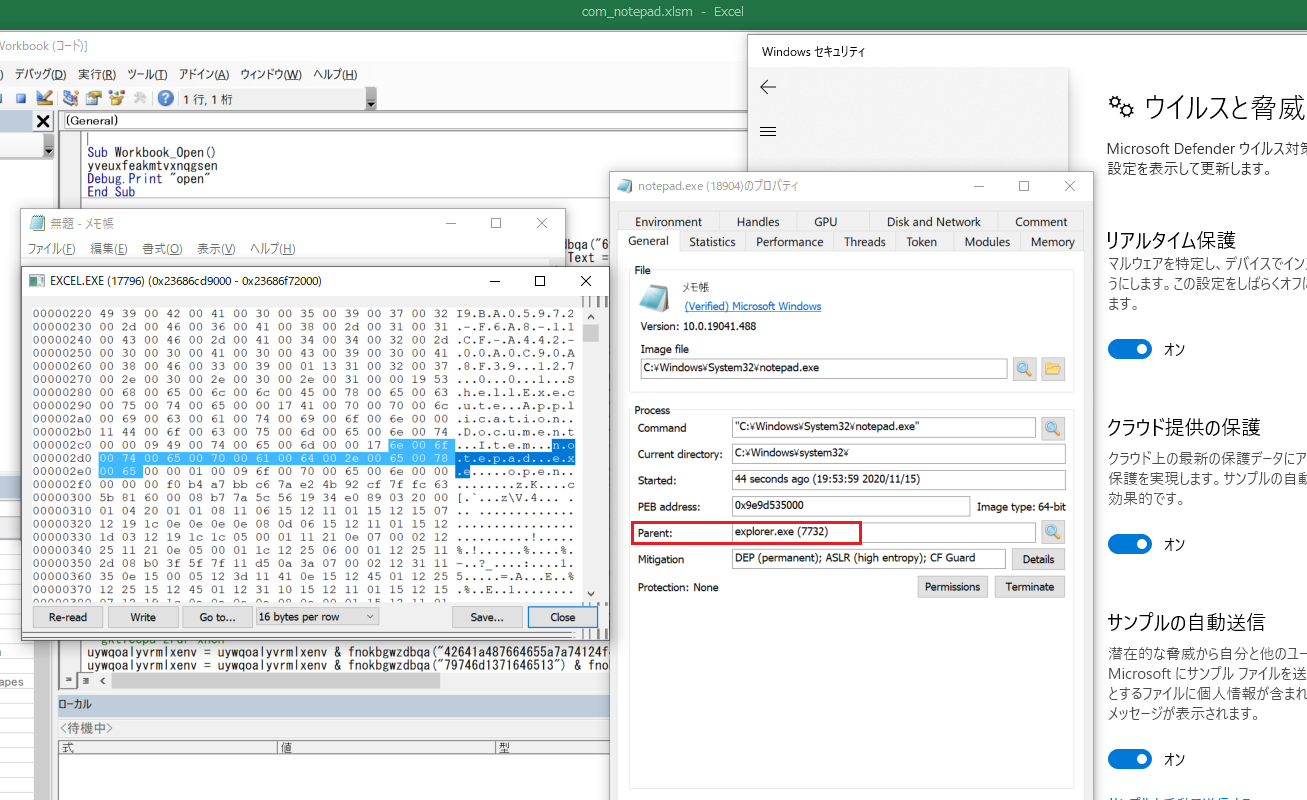 com_notepad.xlsm - Excel
Workbook (コード)]
デバッグ(D) 実行(R) ツール(T) アドイン(A) ウィンドウ(W) ヘルプ(H)
1 行, 1 桁
(General)
Sub Workbook_Open()
yveuxfeakmtvxnqgsen
Debug.Print "open"
End Sub
dbqa("6
Text =
無題 - メモ帳
ファイル(F) 編集(E) 書式(O) 表示(V) ヘルプ(H)
EXCEL.EXE (17796) (0x23686cd9000 - 0x23686f72000)
00000220 49 39 00 42 00 41 00 30 00 35 00 39 00 37 00 32 I9.B.A.0.5.9.7.2
00000230 00 2d 00 46 00 36 00 41 00 38 00 2d 00 31 00 31 .-.F.6.A.8.-.1.1
00000240 00 43 00 46 00 2d 00 41 00 34 00 34 00 32 00 2d .C.F.-.A.4.4.2.-
00000250 00 30 00 30 00 41 00 30 00 43 00 39 00 30 00 41 .0.0.A.0.C.9.0.A
00000260 00 38 00 46 00 33 00 39 00 01 13 31 00 32 00 37 .8.F.3.9...1.2.7
00000270 00 2e 00 30 00 2e 00 30 00 2e 00 31 00 00 19 53 ...0...0...1...S
00000280 00 68 00 65 00 6c 00 6c 00 45 00 78 00 65 00 63 .h.e.l.l.E.x.e.c
00000290 00 75 00 74 00 65 00 00 17 41 00 70 00 70 00 6c .u.t.e...A.p.p.l
000002a0 00 69 00 63 00 61 00 74 00 69 00 6f 00 6e 00 00 .i.c.a.t.i.o.n..
000002b0 11 44 00 6f 00 63 00 75 00 6d 00 65 00 6e 00 74 .D.o.c.u.m.e.n.t
000002c0 00 00 09 49 00 74 00 65 00 6d 00 00 17 6e 00 6f ...I.t.e.m...n.o
000002d0 00 74 00 65 00 70 00 61 00 64 00 2e 00 65 00 78 .t.e.p.a.d...e.x
000002e0 00 65 00 00 01 00 09 6f 00 70 00 65 00 6e 00 00 .e.....o.p.e.n..
000002f0 00 00 00 f0 b4 a7 bb c6 7a e2 4b 92 cf 7f fc 63 ........z.K....c
00000300 5b 81 60 00 08 b7 7a 5c 56 19 34 e0 89 03 20 00 [.`...z\V.4... .
00000310 01 04 20 01 01 08 11 06 15 12 11 01 15 12 15 07 .. .............
00000320 12 19 1c 0e 0e 0e 0e 08 0d 06 15 12 11 01 15 12 ................
00000330 1d 03 12 19 1c 1c 05 00 01 11 21 0e 07 00 02 12 ..........!.....
00000340 25 11 21 0e 05 00 01 1c 12 25 06 00 01 12 25 11 %.!......%....%.
00000350 2d 08 b0 3f 5f 7f 11 d5 0a 3a 07 00 02 12 31 11 -..?_....:....1.
00000360 35 0e 15 00 05 12 3d 11 41 0e 15 12 45 01 12 25 5.....=.A...E..%
00000370 12 25 15 12 45 01 12 31 10 15 12 11 01 15 12 15 .%..E..1........
Re-read Write Go to... 16 bytes per row Save... Close
uywqoalyvrmlxenv = uywqoalyvrmlxenv & fnokbgwzdbqa("42641a487664655a7a74124f
uywqoalyvrmlxenv = uywqoalyvrmlxenv & fnokbgwzdbqa("79746d1371646513") & fnok
apes
ローカル
<待機中>
式 値 型
notepad.exe (18904)のプロパティ
Environment Handles GPU Disk and Network Comment
General Statistics Performance Threads Token Modules Memory
File
メモ帳
(Verified) Microsoft Windows
Version: 10.0.19041.488
Image file
C:¥Windows¥System32¥notepad.exe
Process
Command "C:¥Windows¥System32¥notepad.exe"
Current directory: C:¥Windows¥system32¥
Started: 44 seconds ago (19:53:59 2020/11/15)
PEB address: 0x9e9d535000 Image type: 64-bit
Parent: explorer.exe (7732)
Mitigation DEP (permanent); ASLR (high entropy); CF Guard Details
Protection: None Permissions Terminate
Windows セキュリティ
ウイルスと脅威
Microsoft Defender ウイルス対策
設定を表示して更新します。
リアルタイム保護
マルウェアを特定し、デバイスでイン
うにします。この設定をしばらくオフに
ます。
オン
クラウド提供の保護
クラウド上の最新の保護データにア
保護を実現します。サンプルの自動
効果的です。
オン
サンプルの自動送信
潜在的な脅威から自分と他のユー
Microsoft にサンプル ファイルを送
とするファイルに個人情報が含まれ
メッセージが表示されます。
オン